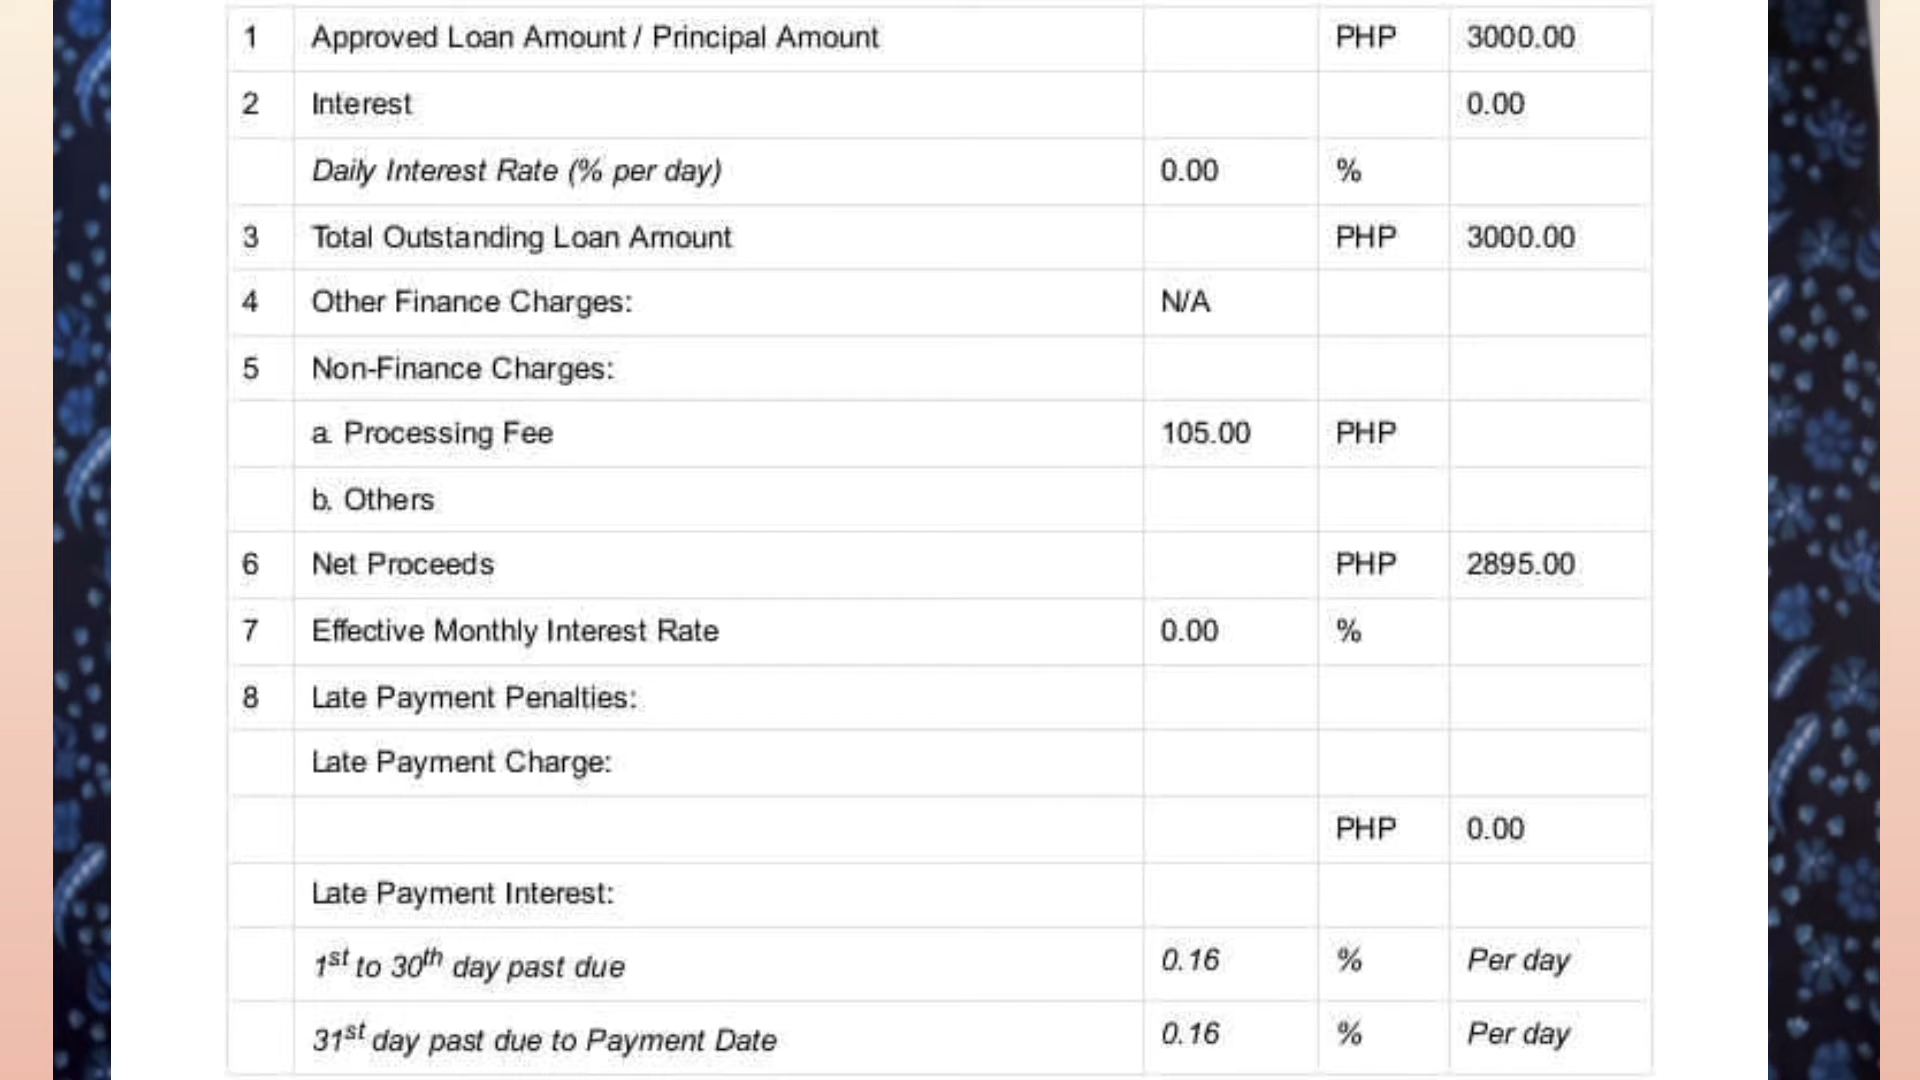 1 Approved Loan Amount / Principal Amount PHP 3000.00
2 Interest 0.00
Daily Interest Rate (% per day) 0.00 %
3 Total Outstanding Loan Amount PHP 3000.00
4 Other Finance Charges: N/A
5 Non-Finance Charges:
a. Processing Fee 105.00 PHP
b. Others
6 Net Proceeds PHP 2895.00
7 Effective Monthly Interest Rate 0.00 %
8 Late Payment Penalties:
Late Payment Charge:
PHP 0.00
Late Payment Interest:
1st to 30th day past due 0.16 % Per day
31st day past due to Payment Date 0.16 % Per day